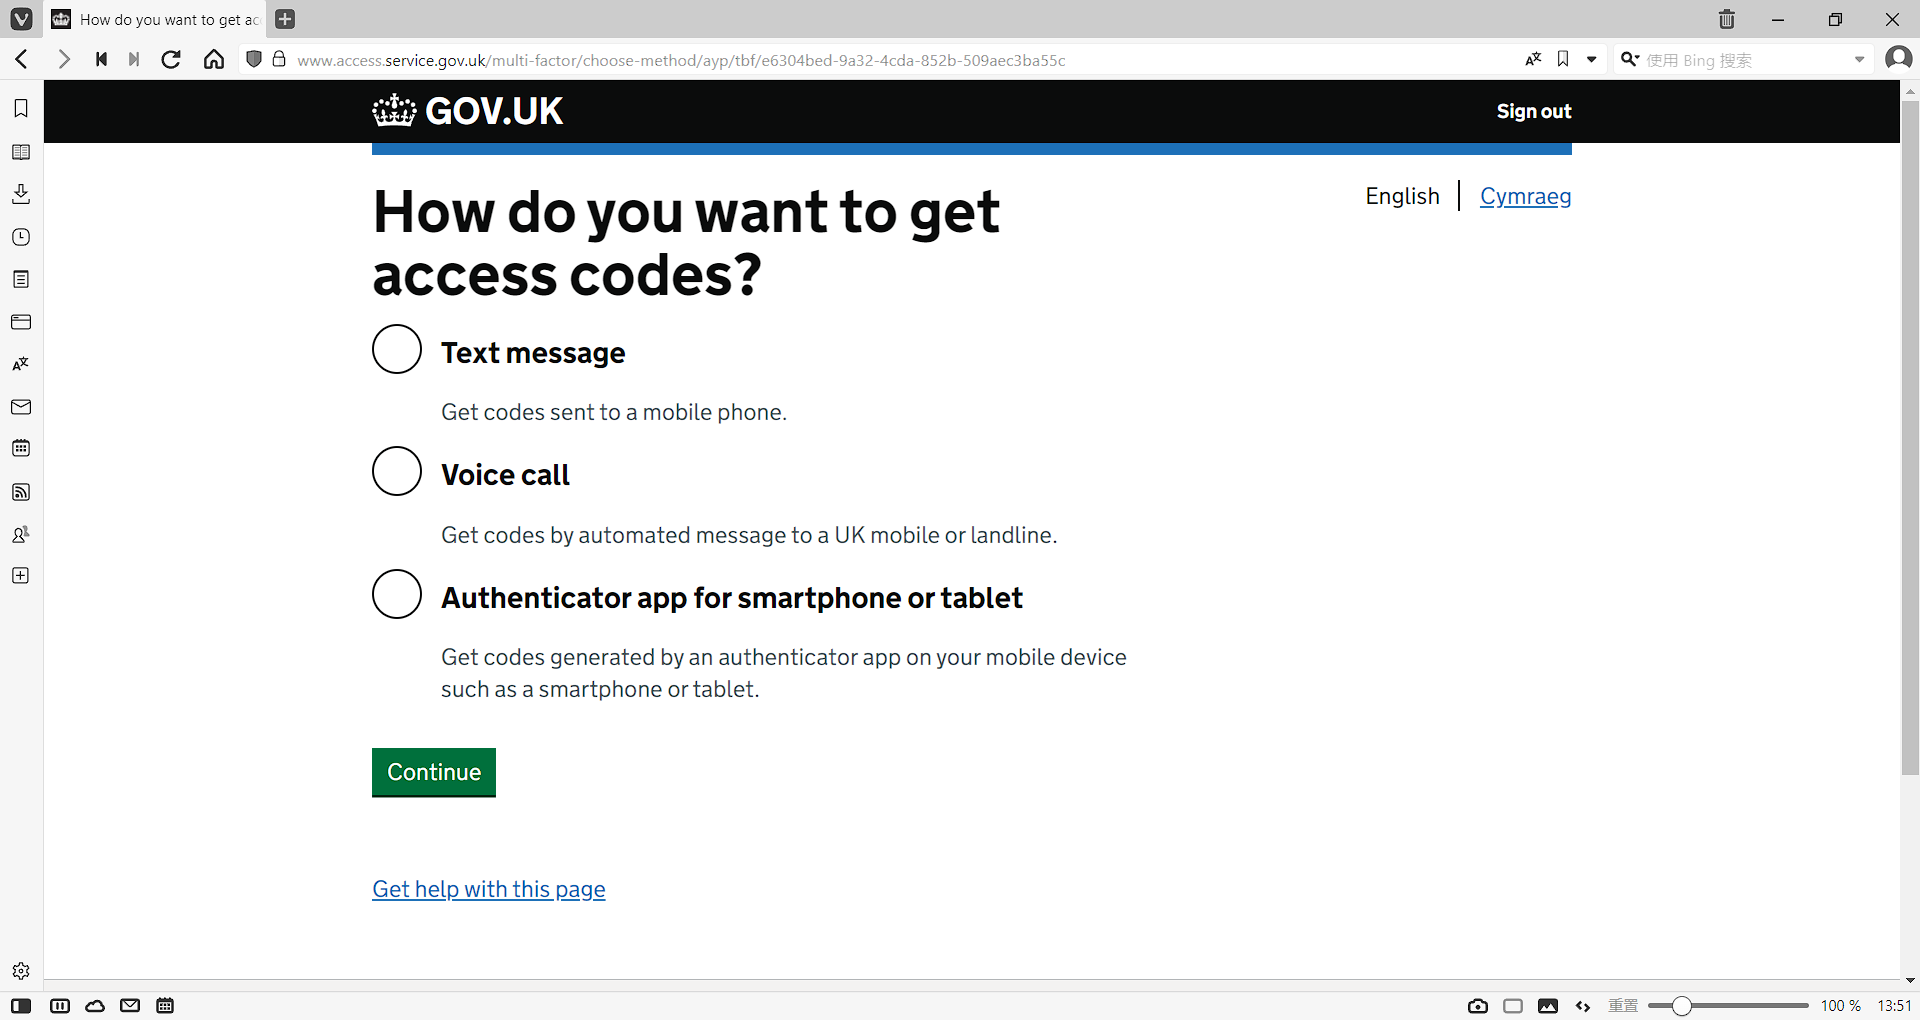 How do you want to get ac
www.access.service.gov.uk/multi-factor/choose-method/ayp/tbf/e6304bed-9a32-4cda-852b-509aec3ba55c
使用 Bing 搜索
GOV.UK
Sign out
English
Cymraeg
How do you want to get
access codes?
Text message
Get codes sent to a mobile phone.
Voice call
Get codes by automated message to a UK mobile or landline.
Authenticator app for smartphone or tablet
Get codes generated by an authenticator app on your mobile device
such as a smartphone or tablet.
Continue
Get help with this page
重置
100 %
13:51